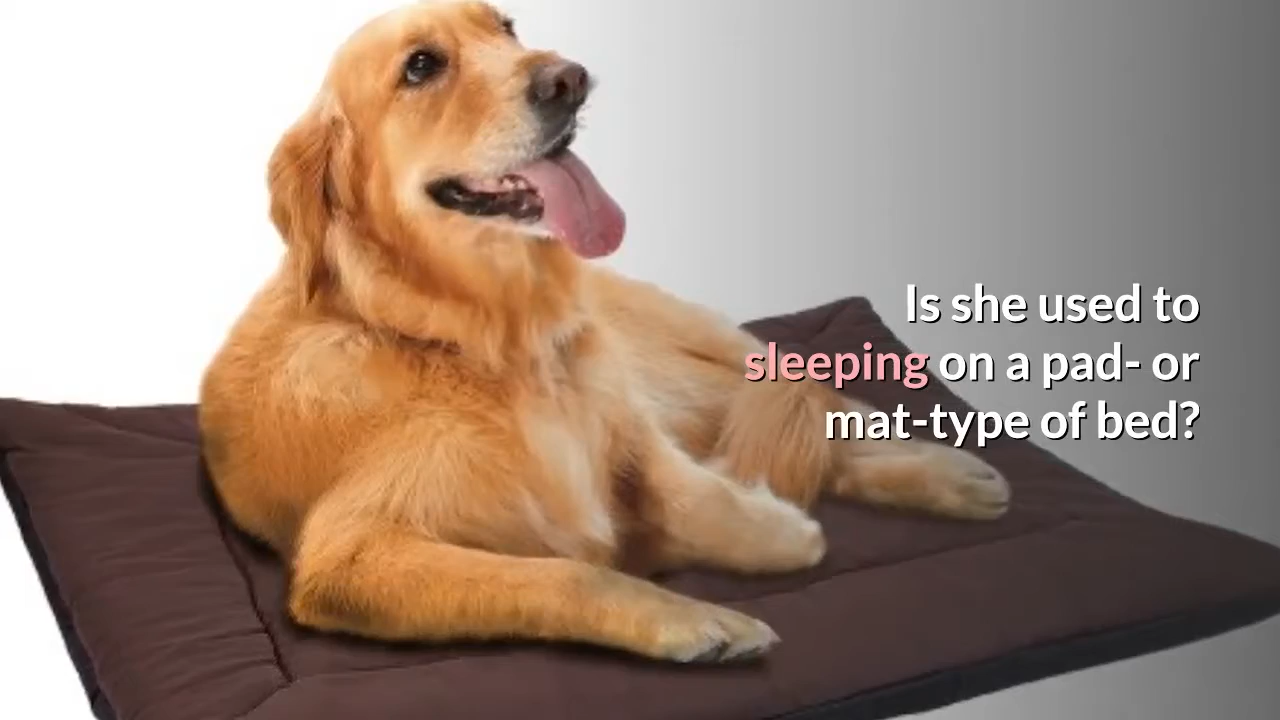 Is she used to
sleeping on a pad- or
mat-type of bed?